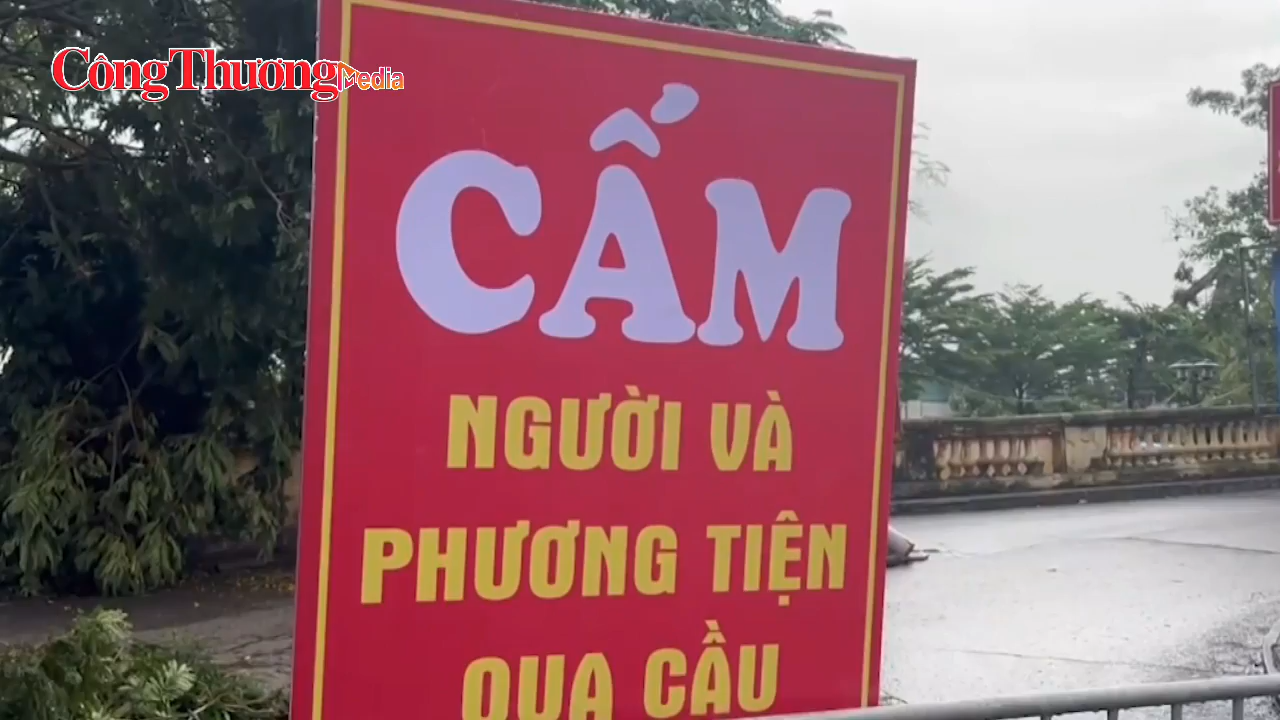 CôngThương Media
CẤM
NGƯỜI VÀ
PHƯƠNG TIỆN
QUA CẦU